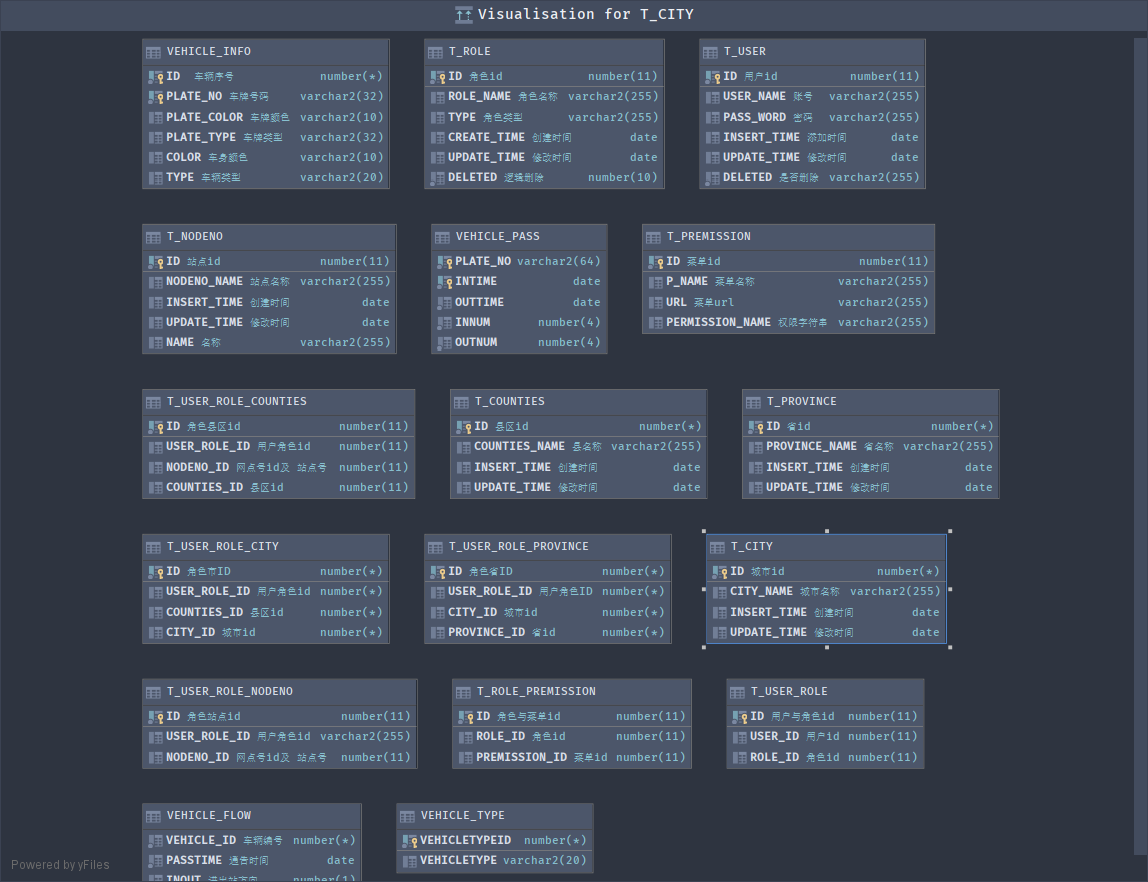 Visualisation for T_CITY
VEHICLE_INFO
ID 车辆序号 number(*)
PLATE_NO 车牌号码 varchar2(32)
PLATE_COLOR 车牌颜色 varchar2(10)
PLATE_TYPE 车牌类型 varchar2(32)
COLOR 车身颜色 varchar2(10)
TYPE 车辆类型 varchar2(20)
T_ROLE
ID 角色id number(11)
ROLE_NAME 角色名称 varchar2(255)
TYPE 角色类型 varchar2(255)
CREATE_TIME 创建时间 date
UPDATE_TIME 修改时间 date
DELETED 逻辑删除 number(10)
T_USER
ID 用户id number(11)
USER_NAME 账号 varchar2(255)
PASS_WORD 密码 varchar2(255)
INSERT_TIME 添加时间 date
UPDATE_TIME 修改时间 date
DELETED 是否删除 varchar2(255)
T_NODENO
ID 站点id number(11)
NODENO_NAME 站点名称 varchar2(255)
INSERT_TIME 创建时间 date
UPDATE_TIME 修改时间 date
NAME 名称 varchar2(255)
VEHICLE_PASS
PLATE_NO varchar2(64)
INTIME date
OUTTIME date
INNUM number(4)
OUTNUM number(4)
T_PREMISSION
ID 菜单id number(11)
P_NAME 菜单名称 varchar2(255)
URL 菜单url varchar2(255)
PERMISSION_NAME 权限字符串 varchar2(255)
T_USER_ROLE_COUNTIES
ID 角色县区id number(11)
USER_ROLE_ID 用户角色id number(11)
NODENO_ID 网点号id及 站点号 number(11)
COUNTIES_ID 县区id number(11)
T_COUNTIES
ID 县区id number(*)
COUNTIES_NAME 县名称 varchar2(255)
INSERT_TIME 创建时间 date
UPDATE_TIME 修改时间 date
T_PROVINCE
ID 省id number(*)
PROVINCE_NAME 省名称 varchar2(255)
INSERT_TIME 创建时间 date
UPDATE_TIME 修改时间 date
T_USER_ROLE_CITY
ID 角色市ID number(*)
USER_ROLE_ID 用户角色id number(*)
COUNTIES_ID 县区id number(*)
CITY_ID 城市id number(*)
T_USER_ROLE_PROVINCE
ID 角色省ID number(*)
USER_ROLE_ID 用户角色ID number(*)
CITY_ID 城市id number(*)
PROVINCE_ID 省id number(*)
T_CITY
ID 城市id number(*)
CITY_NAME 城市名称 varchar2(255)
INSERT_TIME 创建时间 date
UPDATE_TIME 修改时间 date
T_USER_ROLE_NODENO
ID 角色站点id number(11)
USER_ROLE_ID 用户角色id varchar2(255)
NODENO_ID 网点号id及 站点号 number(11)
T_ROLE_PREMISSION
ID 角色与菜单id number(11)
ROLE_ID 角色id number(11)
PREMISSION_ID 菜单id number(11)
T_USER_ROLE
ID 用户与角色id number(11)
USER_ID 用户id number(11)
ROLE_ID 角色id number(11)
VEHICLE_FLOW
VEHICLE_ID 车辆编号 number(*)
PASSTIME 通告时间 date
INOUT 进出站方向 number(1)
VEHICLE_TYPE
VEHICLETYPEID number(*)
VEHICLETYPE varchar2(20)
Powered by yFiles